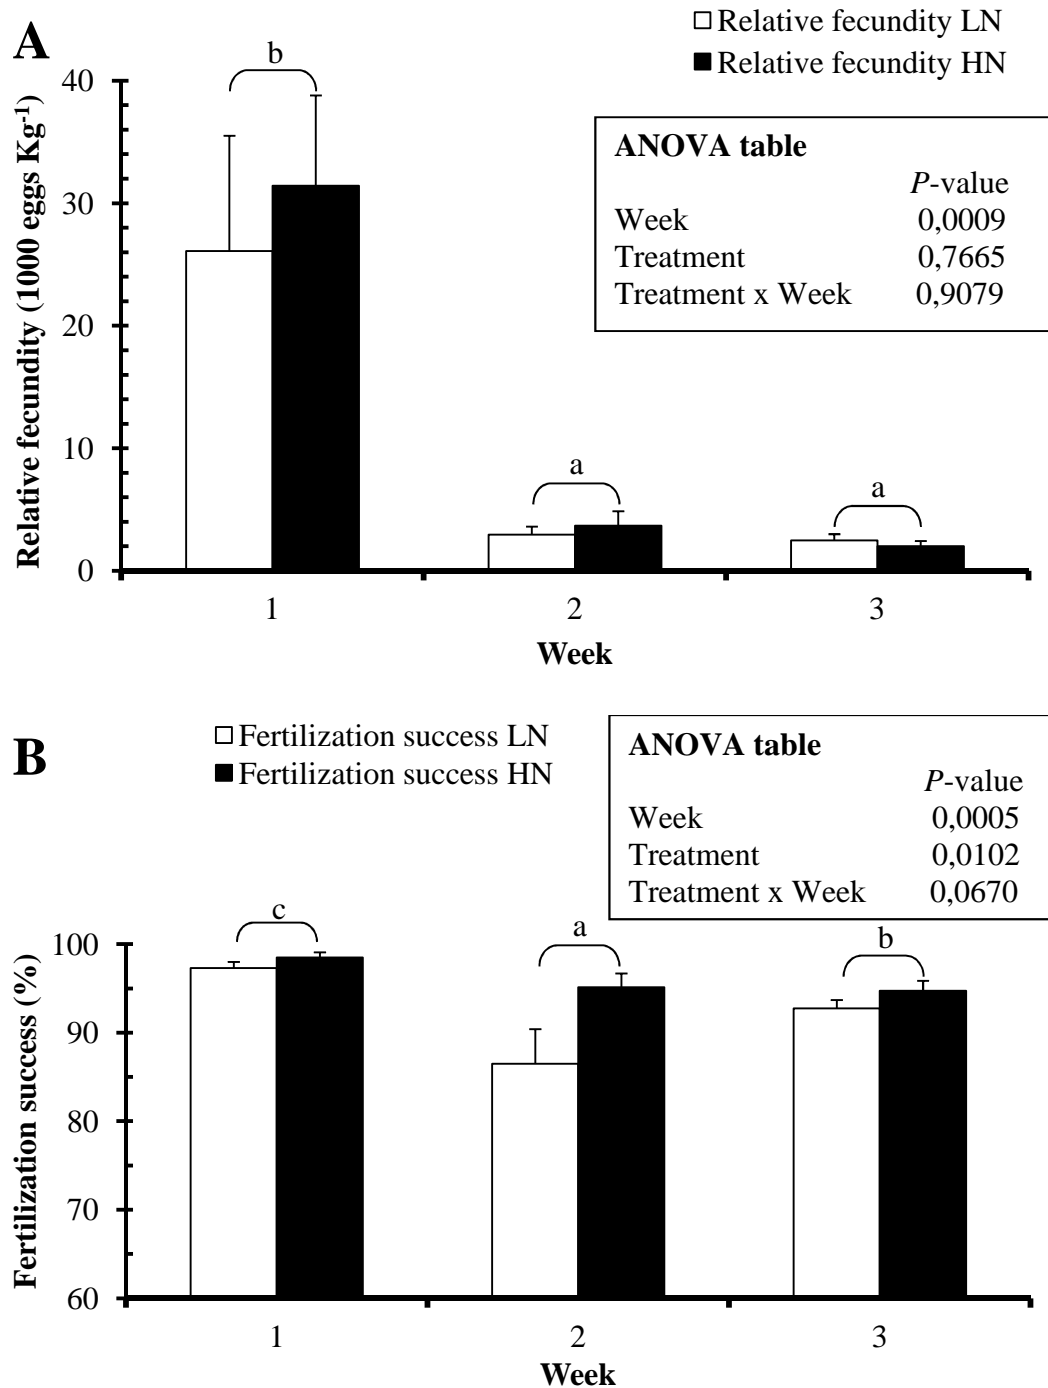 A
Relative fecundity LN
Relative fecundity HN
b
40
30
20
10
0
Relative fecundity (1000 eggs Kg-1)
ANOVA table
P-value
Week 0,0009
Treatment 0,7665
Treatment x Week 0,9079
a
a
1 2 3
Week
B
Fertilization success LN
Fertilization success HN
ANOVA table
P-value
Week 0,0005
Treatment 0,0102
Treatment x Week 0,0670
c
a
b
100
90
80
70
60
Fertilization success (%)
1 2 3
Week